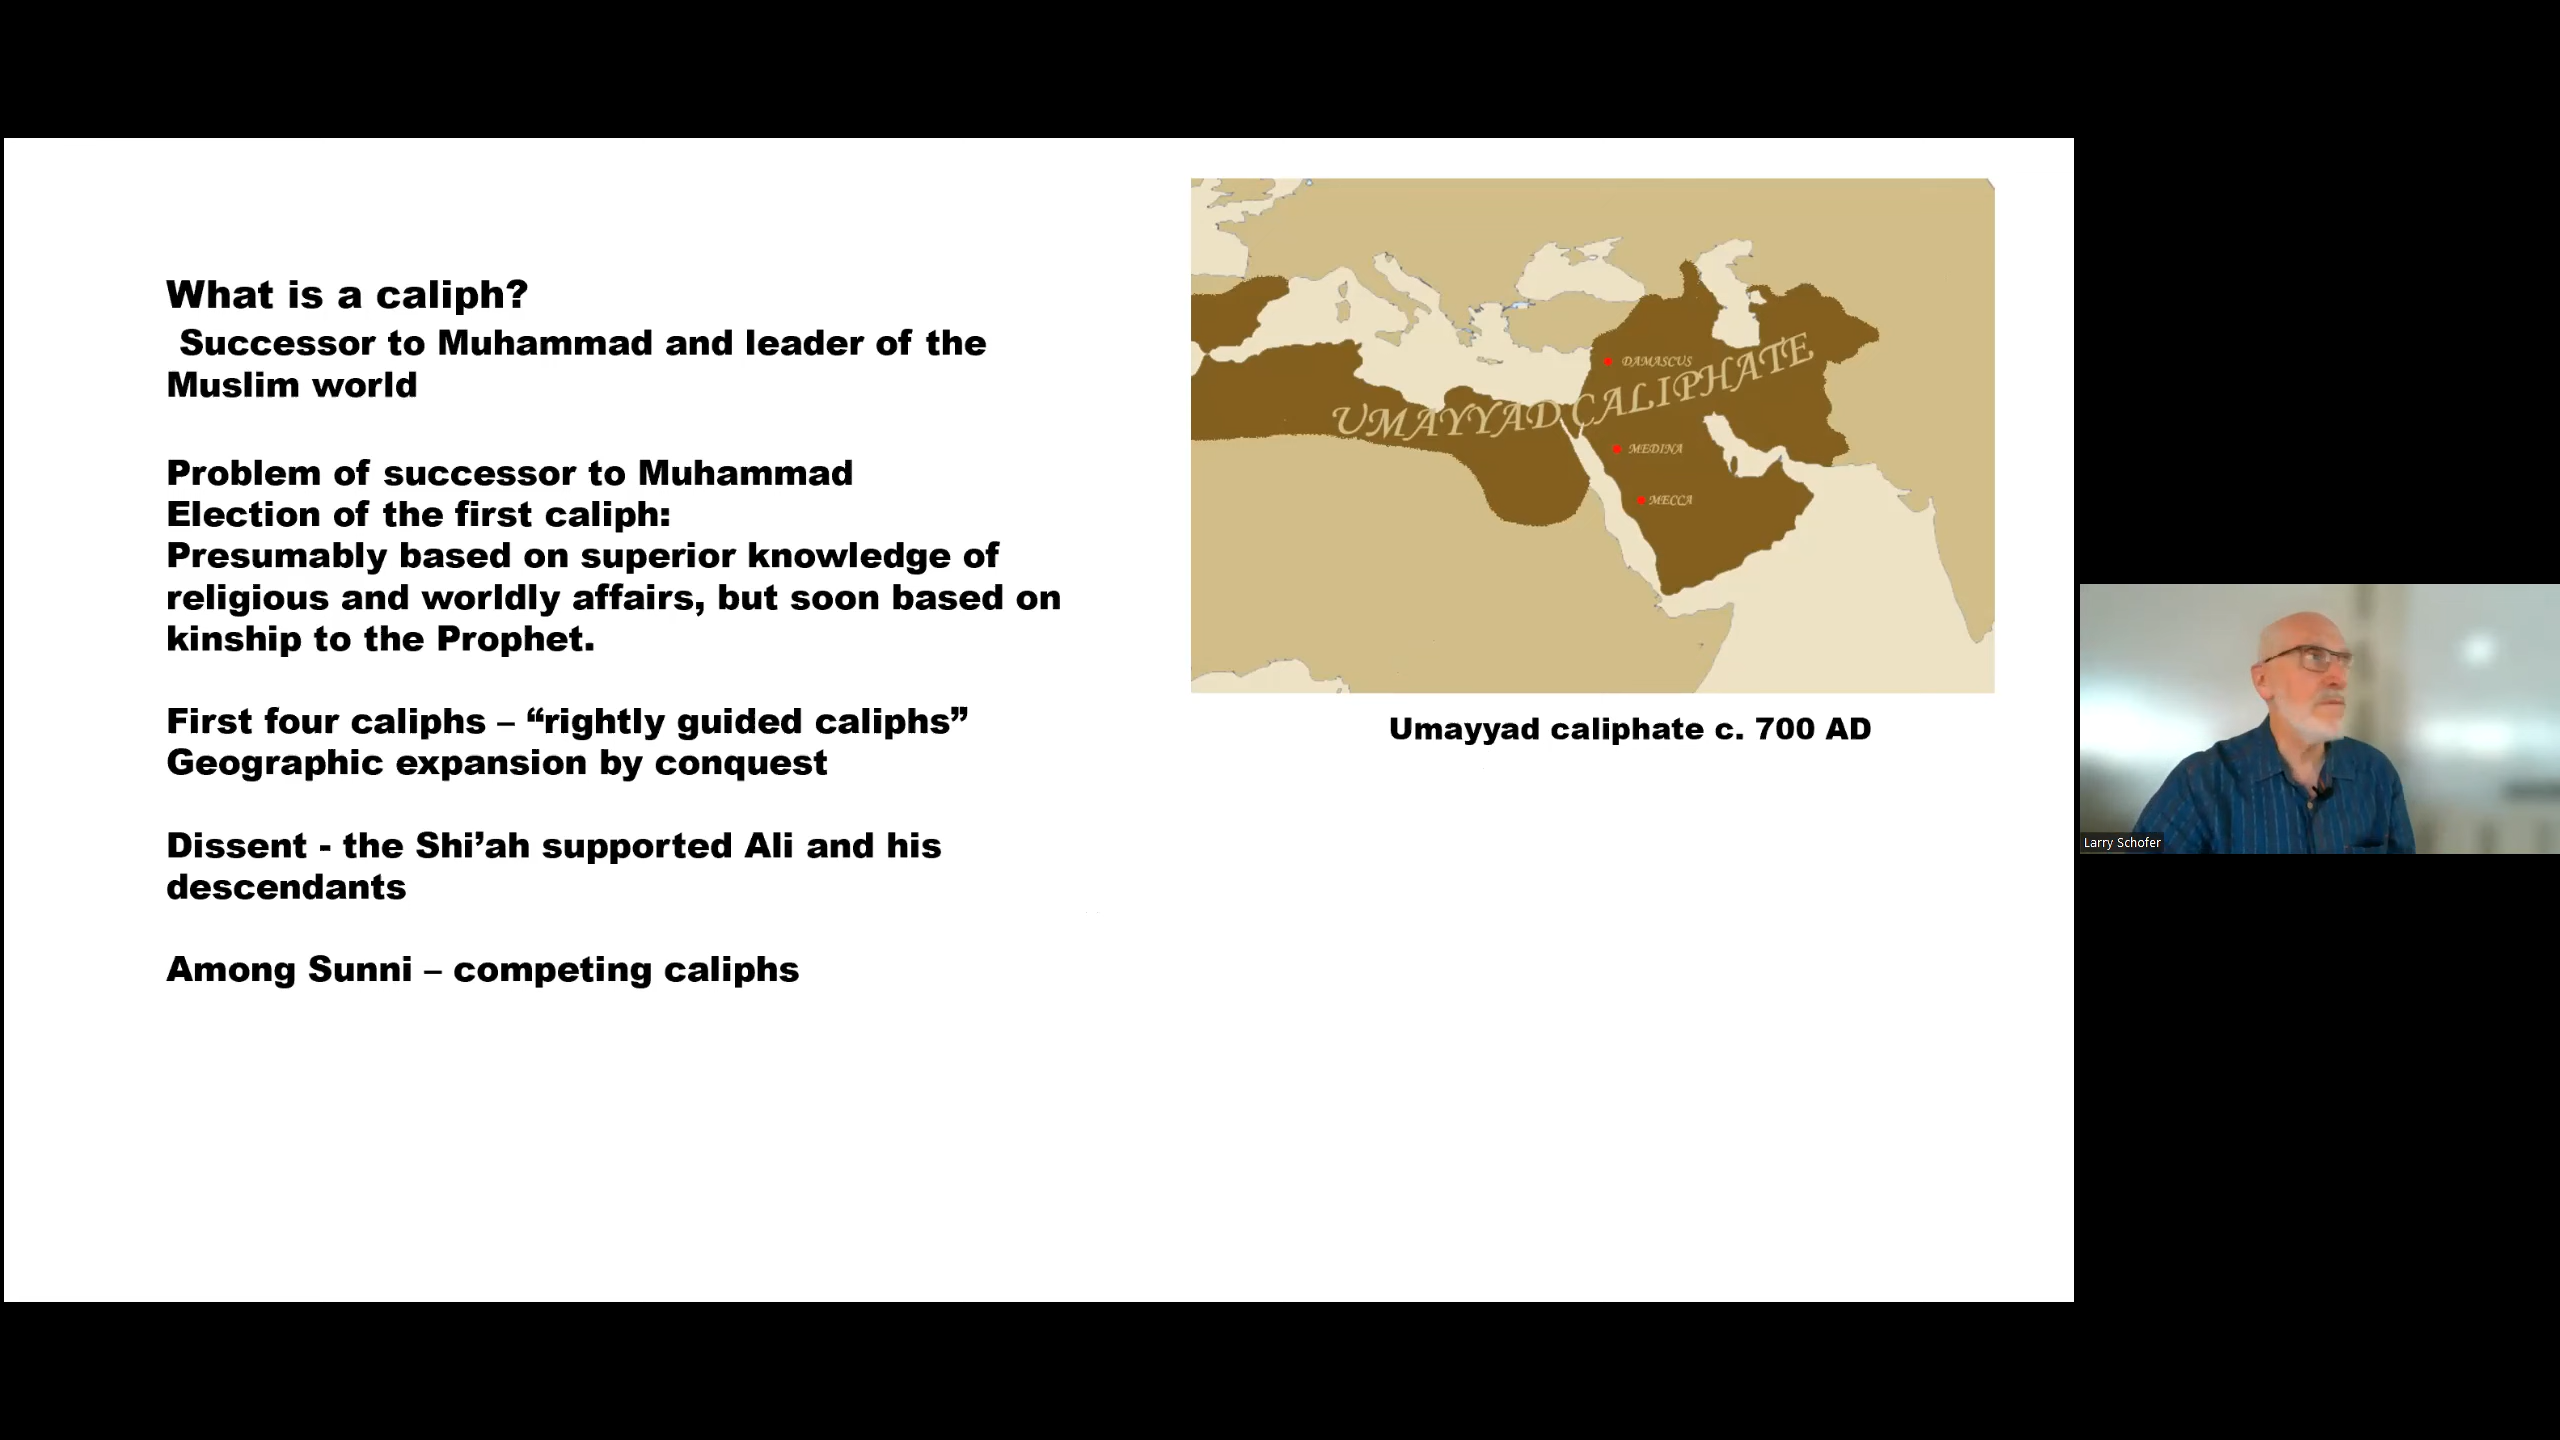 What is a caliph?
Successor to Muhammad and leader of the
Muslim world
Problem of successor to Muhammad
Election of the first caliph:
Presumably based on superior knowledge of
religious and worldly affairs, but soon based on
kinship to the Prophet.
First four caliphs – “rightly guided caliphs”
Geographic expansion by conquest
Dissent - the Shi’ah supported Ali and his
descendants
Among Sunni – competing caliphs
UMAYYAD CALIPHATE
DAMASCUS
MEDINA
MECCA
Umayyad caliphate c. 700 AD
Larry Schofer